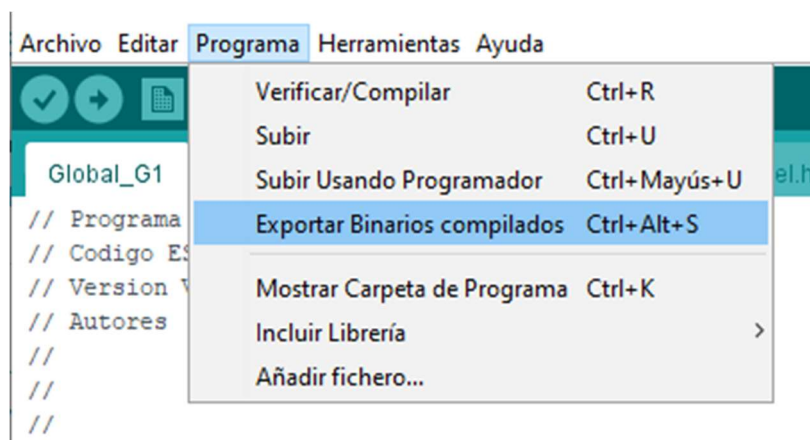 Archivo Editar Programa Herramientas Ayuda
Verificar/Compilar Ctrl+R
Subir Ctrl+U
Global_G1 Subir Usando Programador Ctrl+Mayús+U el.h
// Programa Exportar Binarios compilados Ctrl+Alt+S
// Codigo
// Version Mostrar Carpeta de Programa Ctrl+K
// Autores Incluir Librería >
//
// Añadir fichero...
//